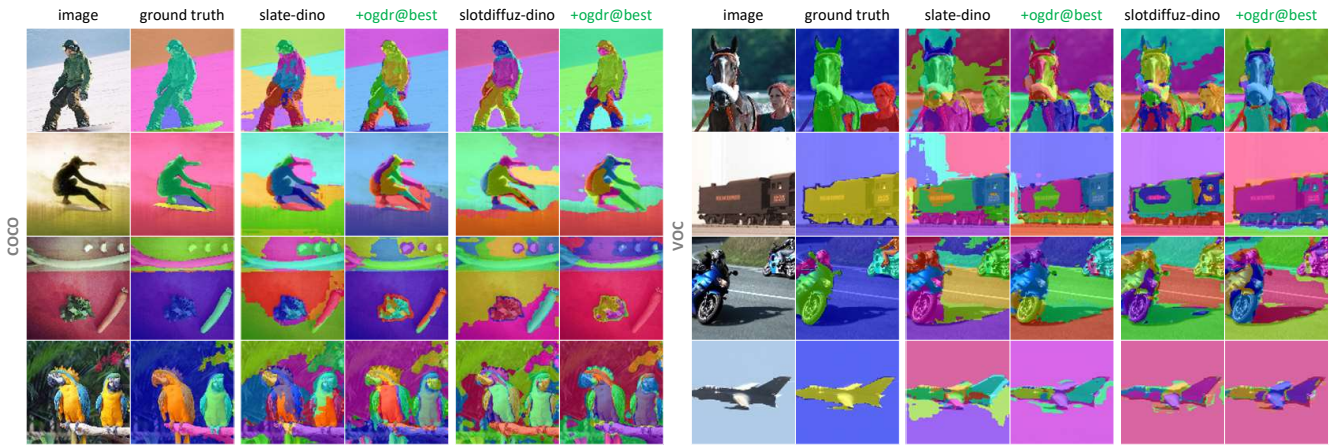 image ground truth slate-dino +ogdr@best slotdiffuz-dino +ogdr@best
image ground truth slate-dino +ogdr@best slotdiffuz-dino +ogdr@best
COCO
VOC